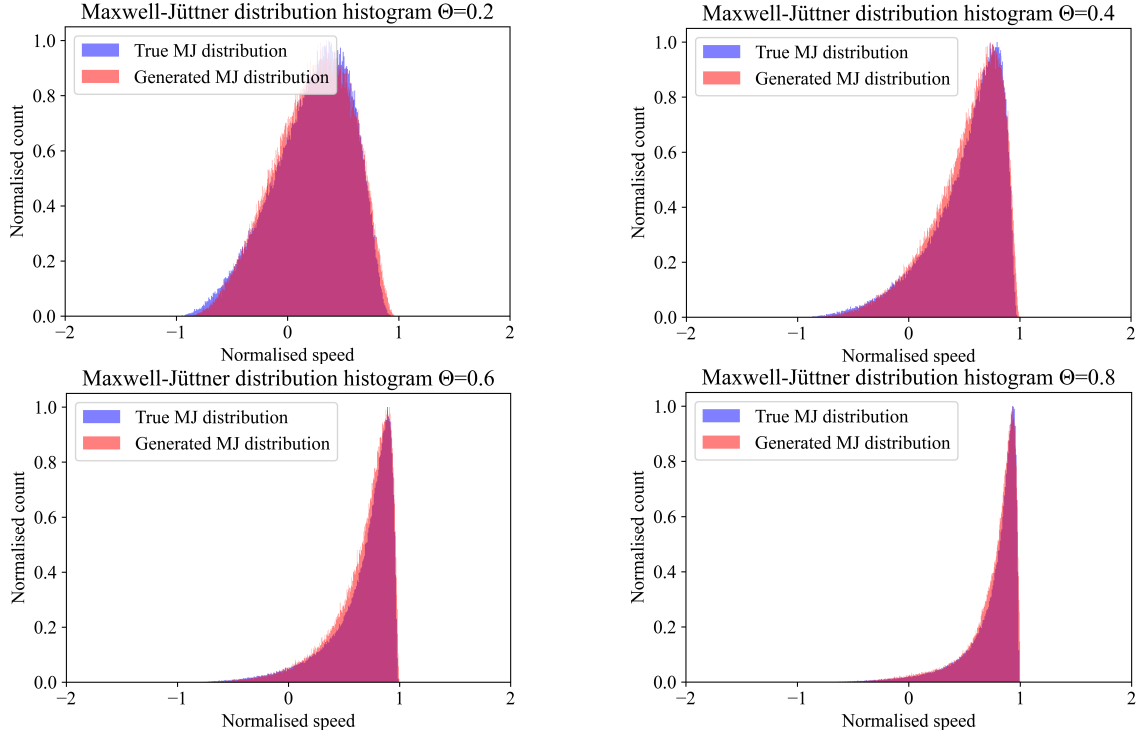 Maxwell-Jüttner distribution histogram Θ=0.2
True MJ distribution
Generated MJ distribution
Normalised count
1.0
0.8
0.6
0.4
0.2
0.0
−2 −1 0 1 2
Normalised speed
Maxwell-Jüttner distribution histogram Θ=0.4
True MJ distribution
Generated MJ distribution
Normalised count
1.0
0.8
0.6
0.4
0.2
0.0
−2 −1 0 1 2
Normalised speed
Maxwell-Jüttner distribution histogram Θ=0.6
True MJ distribution
Generated MJ distribution
Normalised count
1.0
0.8
0.6
0.4
0.2
0.0
−2 −1 0 1 2
Normalised speed
Maxwell-Jüttner distribution histogram Θ=0.8
True MJ distribution
Generated MJ distribution
Normalised count
1.0
0.8
0.6
0.4
0.2
0.0
−2 −1 0 1 2
Normalised speed